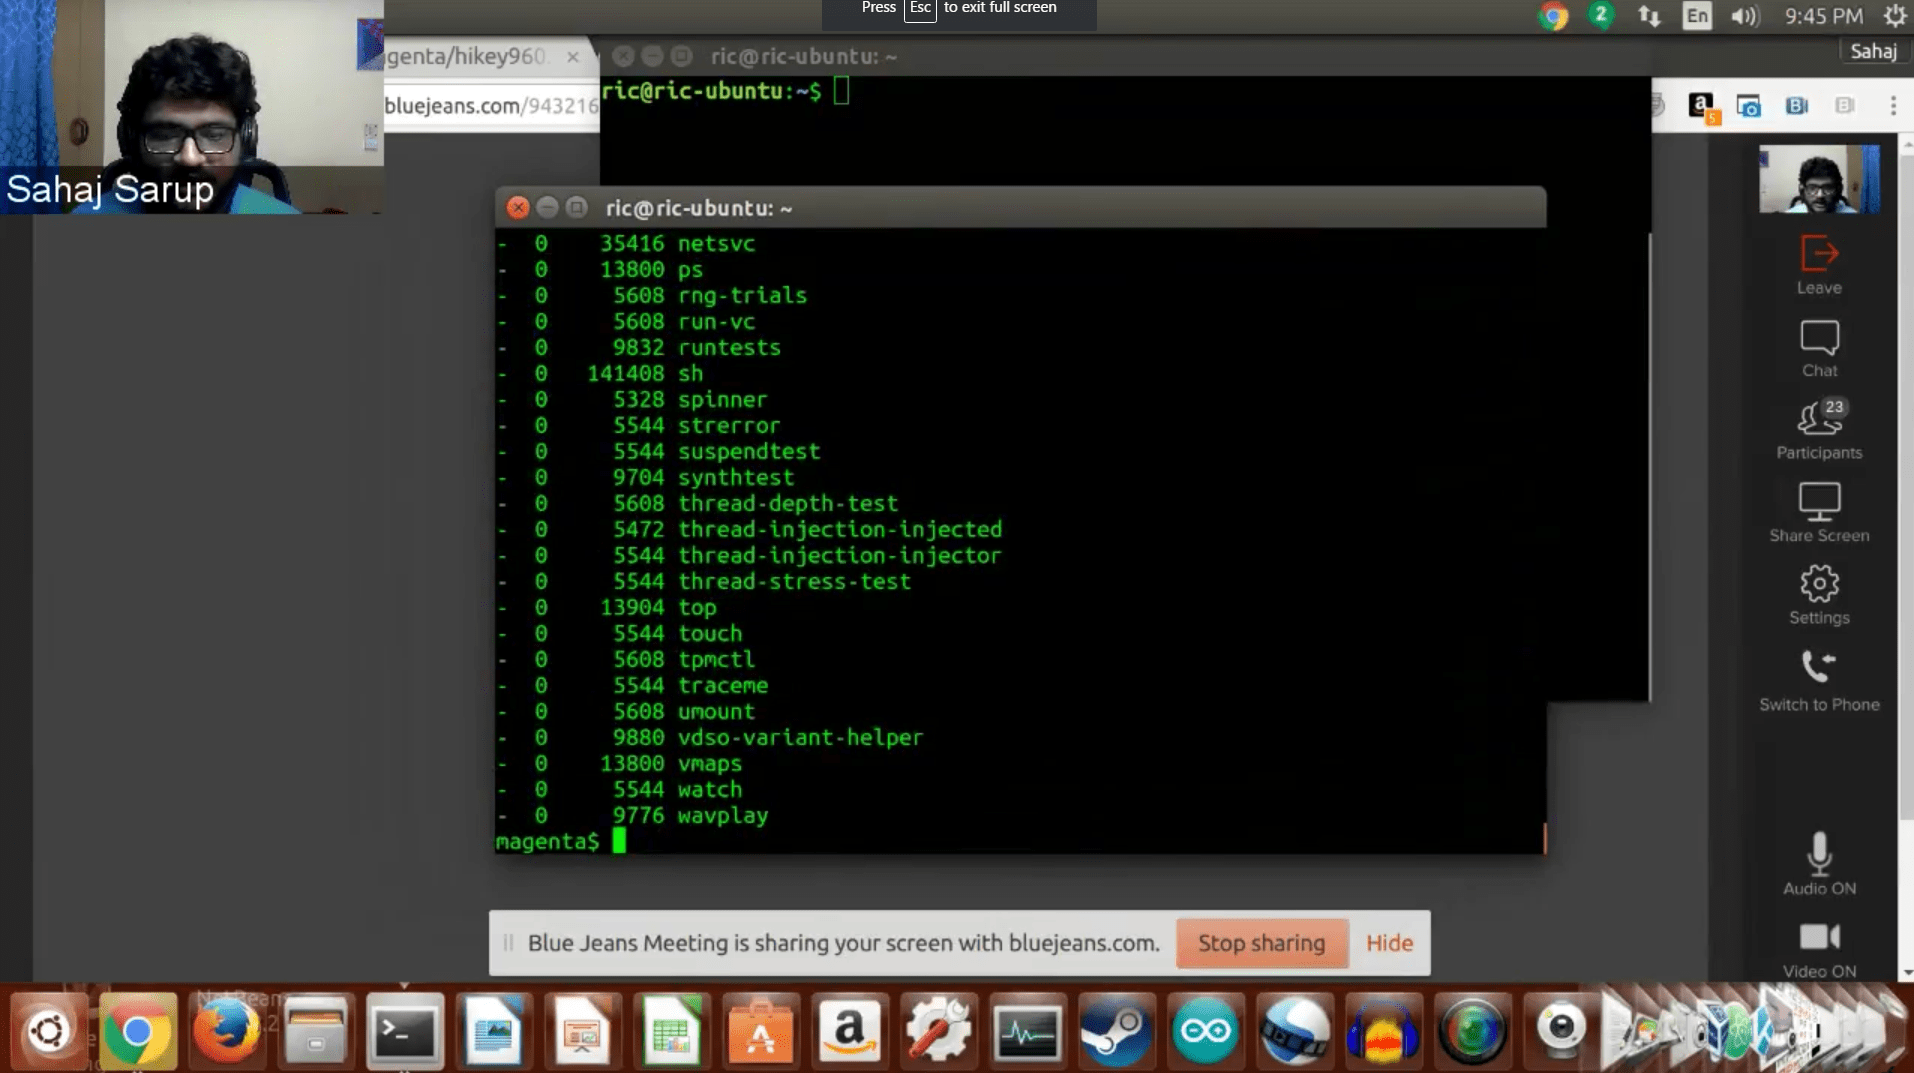 Press Esc to exit full screen
2
En
9:45 PM
Sahaj
genta/hikey960
ric@ric-ubuntu: ~
bluejeans.com/943216
ric@ric-ubuntu:~$
a
5
B
B
Sahaj Sarup
ric@ric-ubuntu: ~
- 0 35416 netsvc
- 0 13800 ps
- 0 5608 rng-trials
- 0 5608 run-vc
- 0 9832 runtests
- 0 141408 sh
- 0 5328 spinner
- 0 5544 strerror
- 0 5544 suspendtest
- 0 9704 synthtest
- 0 5608 thread-depth-test
- 0 5472 thread-injection-injected
- 0 5544 thread-injection-injector
- 0 5544 thread-stress-test
- 0 13904 top
- 0 5544 touch
- 0 5608 tpmctl
- 0 5544 traceme
- 0 5608 umount
- 0 9880 vdso-variant-helper
- 0 13800 vmaps
- 0 5544 watch
- 0 9776 wavplay
magenta$
Leave
Chat
23
Participants
Share Screen
Settings
Switch to Phone
Audio ON
Video ON
Blue Jeans Meeting is sharing your screen with bluejeans.com.
Stop sharing
Hide
>_
A
a